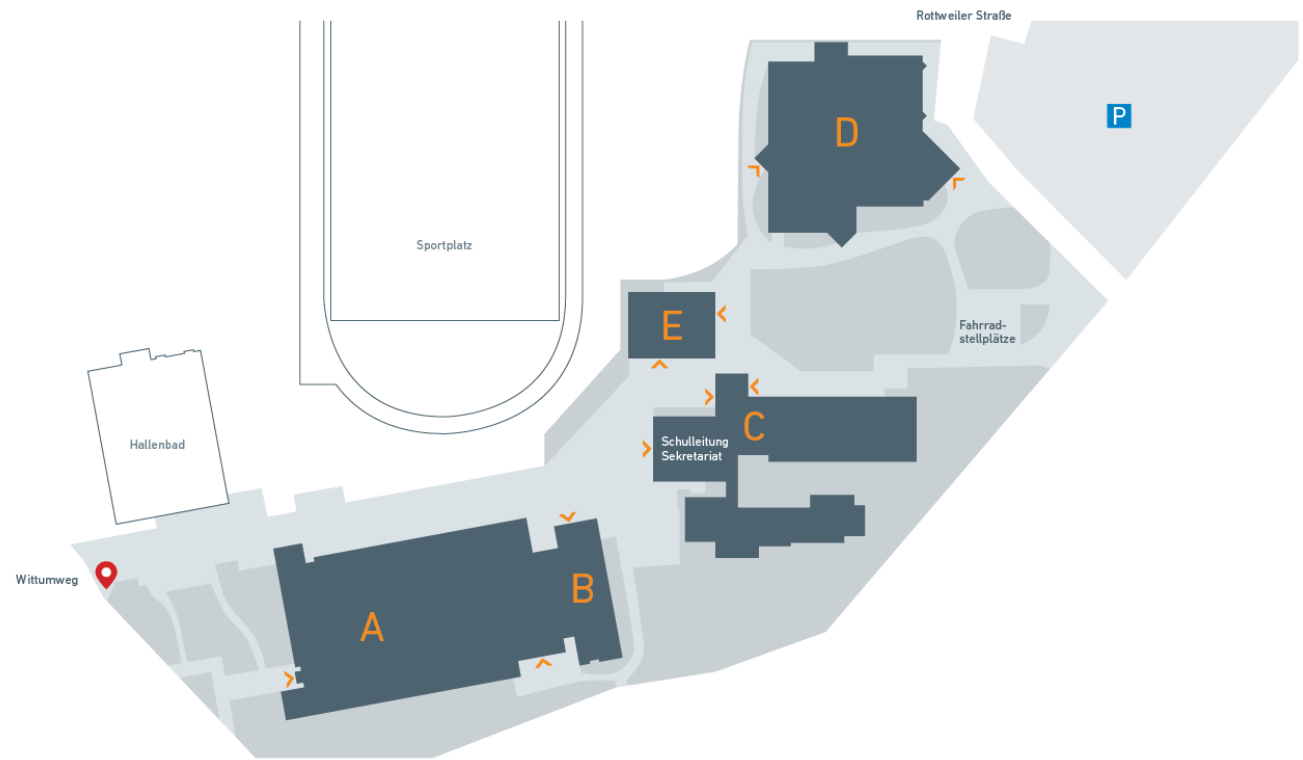 Rottweiler Straße
P
D
Sportplatz
E
Fahrrad-
stellplätze
C
Schulleitung
Sekretariat
Hallenbad
Wittumweg
B
A